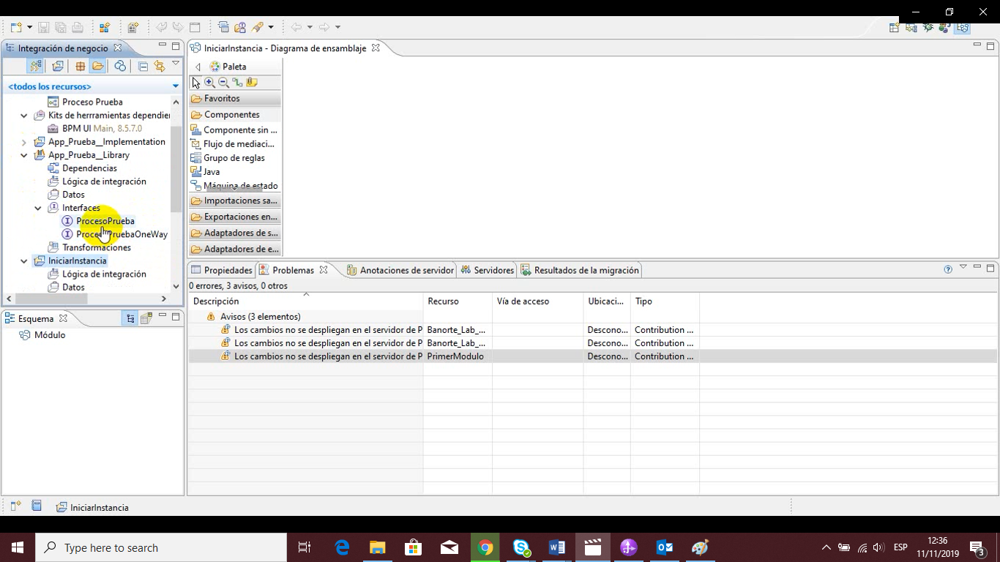 Integración de negocio
<todos los recursos>
Proceso Prueba
Kits de herrramientas dependier
BPM UI Main, 8.5.7.0
App_Prueba__Implementation
App_Prueba__Library
Dependencias
Lógica de integración
Datos
Interfaces
ProcesoPrueba
ProcesoPruebaOneWay
Transformaciones
IniciarInstancia
Lógica de integración
Datos
Esquema
Módulo
IniciarInstancia - Diagrama de ensamblaje
Paleta
Favoritos
Componentes
Componente sin ...
Flujo de mediaci...
Grupo de reglas
Java
Máquina de estado
Importaciones sa...
Exportaciones en...
Adaptadores de s...
Adaptadores de e...
Propiedades Problemas Anotaciones de servidor Servidores Resultados de la migración
0 errores, 3 avisos, 0 otros
Descripción Recurso Vía de acceso Ubicaci... Tipo
Avisos (3 elementos)
Los cambios no se despliegan en el servidor de P Banorte_Lab_... Descono... Contribution ...
Los cambios no se despliegan en el servidor de P Banorte_Lab_... Descono... Contribution ...
Los cambios no se despliegan en el servidor de P PrimerModulo Descono... Contribution ...
IniciarInstancia
Type here to search
ESP
12:36
11/11/2019
3